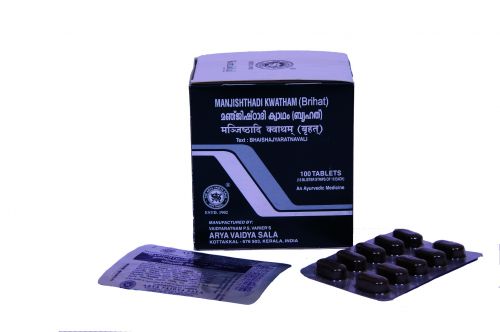 MANJISHTHADI KWATHAM (Brihat)
മഞ്ജിഷ്ഠാദി ക്വാഥം (ബൃഹത്)
मञ्जिष्ठादि क्वाथम् (बृहत्)
Text : BHAISHAJYARATNAVALI
100 TABLETS
An Ayurvedic Medicine
ESTD. 1902
MANUFACTURED BY:
VAIDYARATNAM P.S. VARIER'S
ARYA VAIDYA SALA
KOTTAKKAL - 676 503, KERALA, INDIA